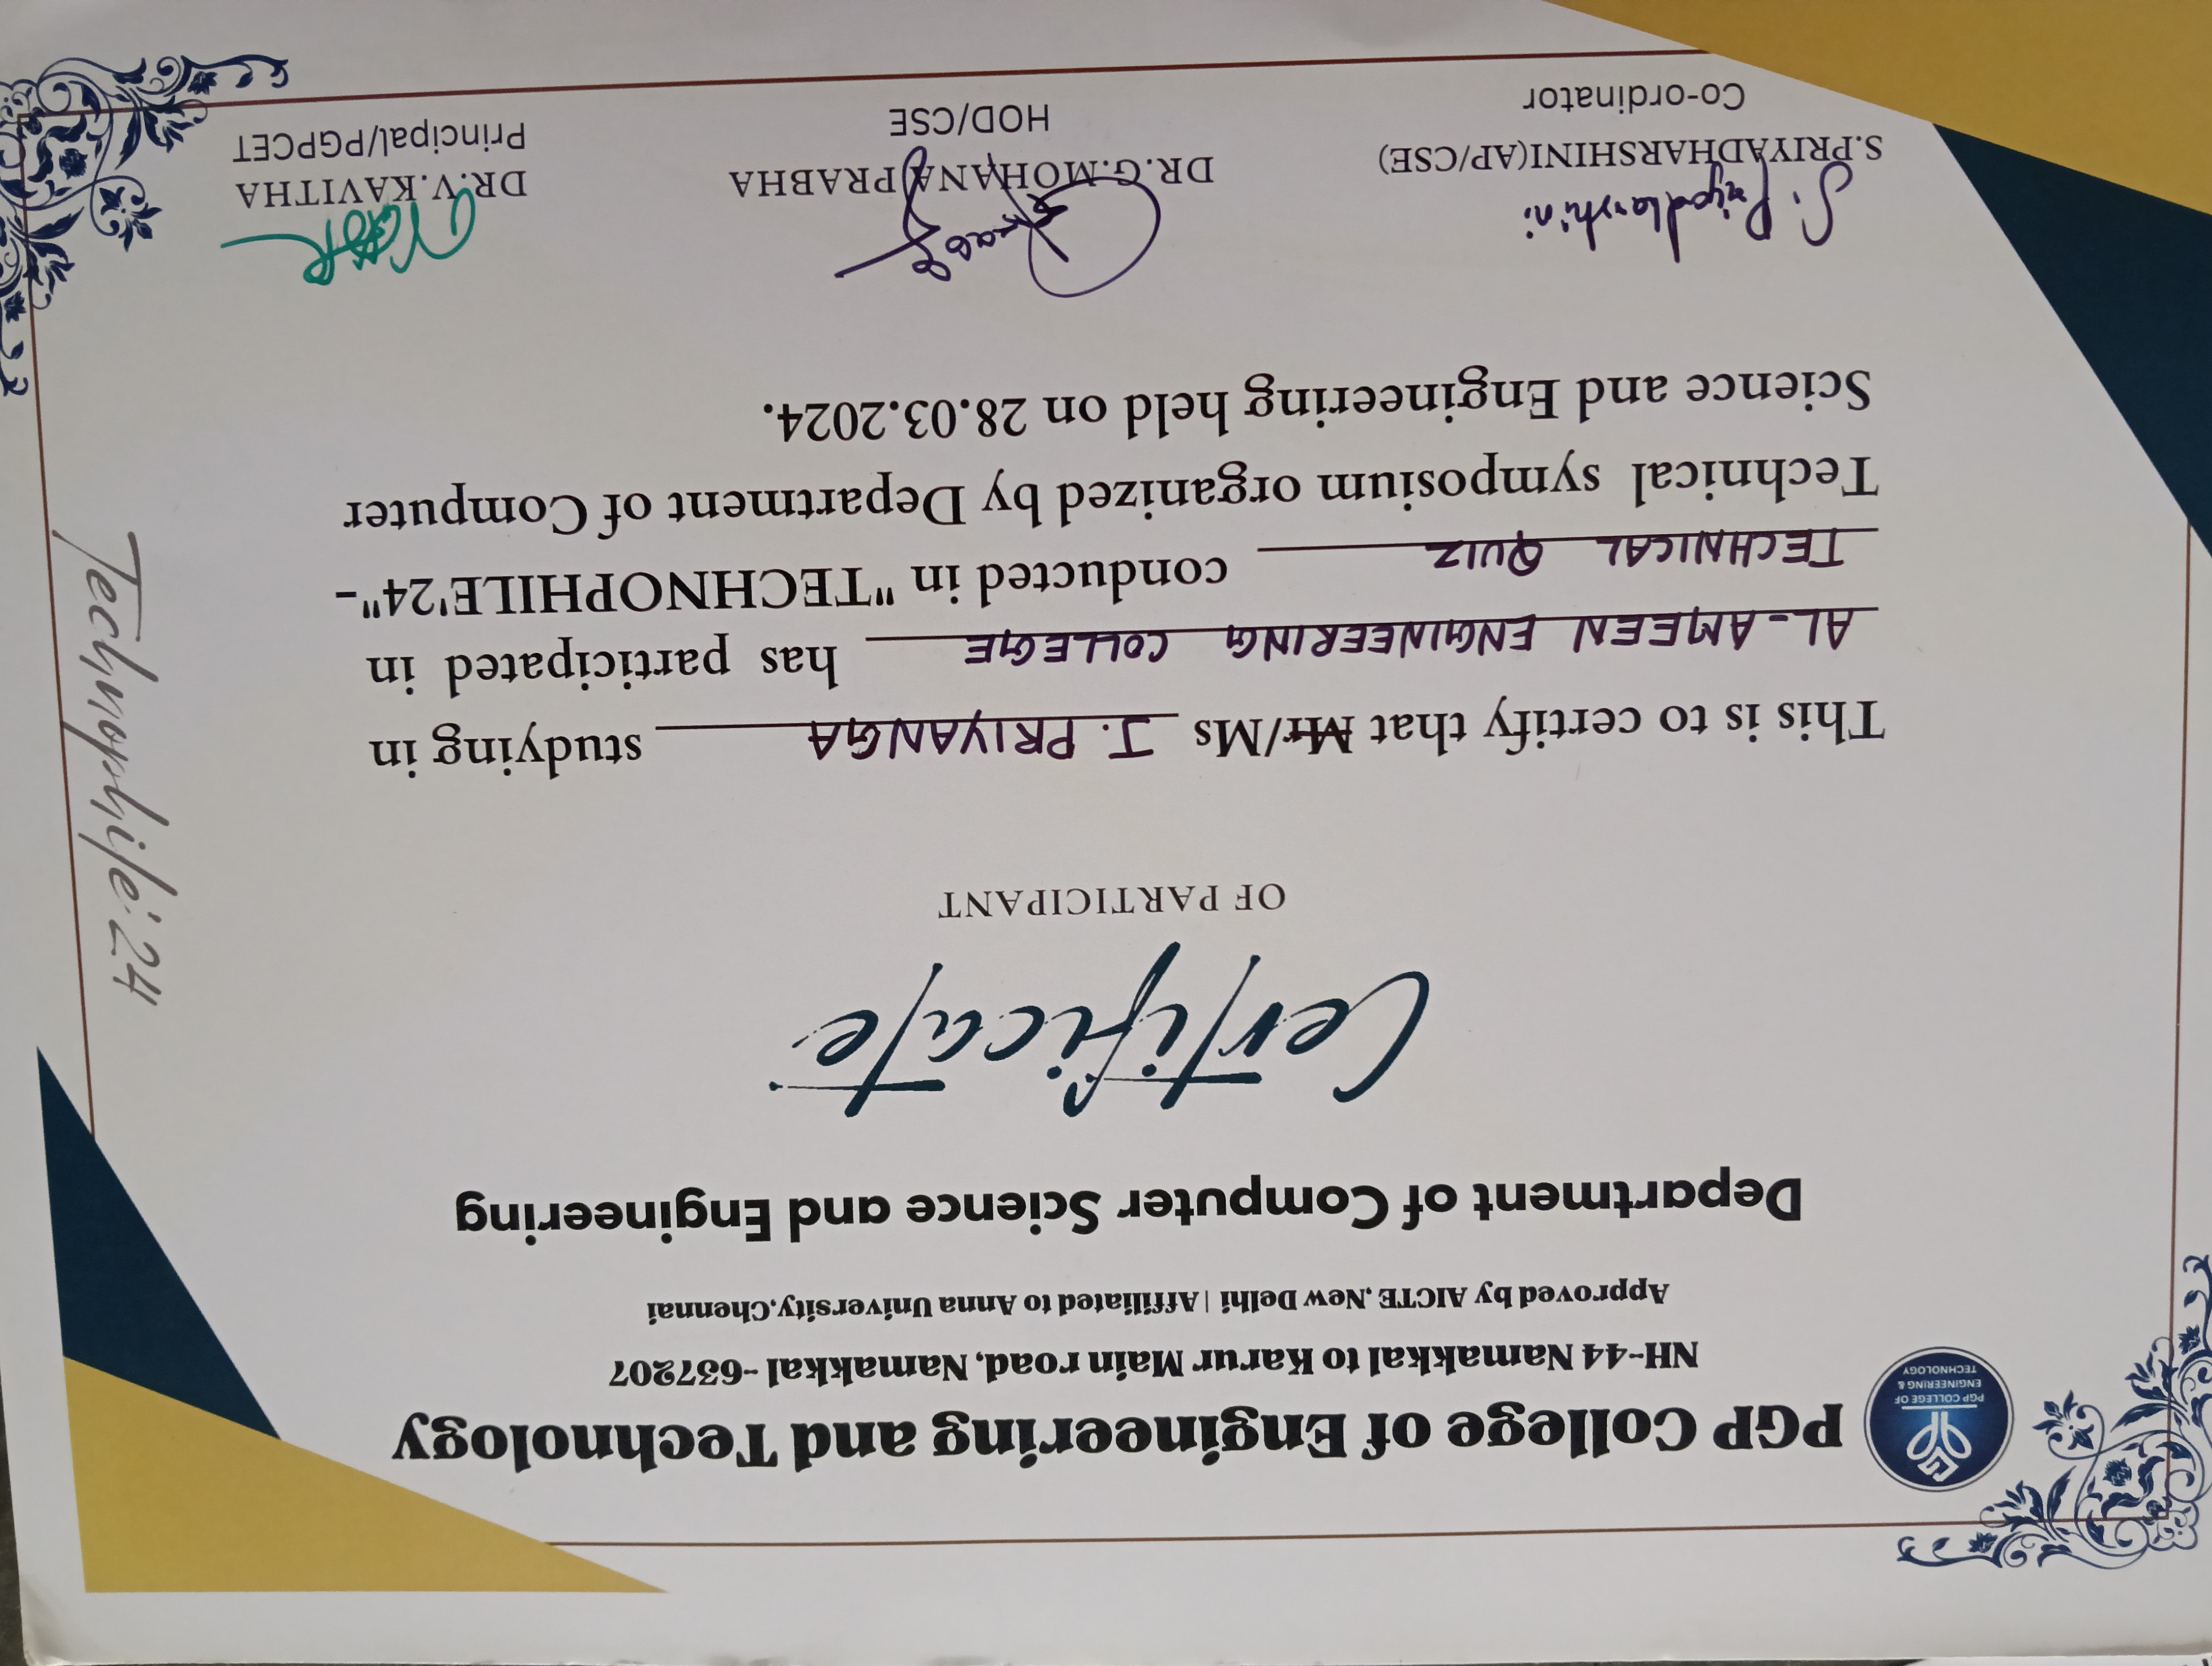 PGP COLLEGE OF
ENGINEERING &
TECHNOLOGY
PGP College of Engineering and Technology
NH-44 Namakkal to Karur Main road, Namakkal -637207
Approved by AICTE ,New Delhi | Affiliated to Anna University,Chennai
Department of Computer Science and Engineering
Certificate
OF PARTICIPANT
This is to certify that Mr/Ms J. PRIYANGA studying in
AL-AMEEN ENGINEERING COLLEGE has participated in
TECHNICAL QUIZ conducted in "TECHNOPHILE'24"-
Technical symposium organized by Department of Computer
Science and Engineering held on 28.03.2024.
Technophile'24
S. Priyadharshini
S.PRIYADHARSHINI(AP/CSE)
Co-ordinator
DR.G.MOHANA PRABHA
HOD/CSE
DR.V.KAVITHA
Principal/PGPCET